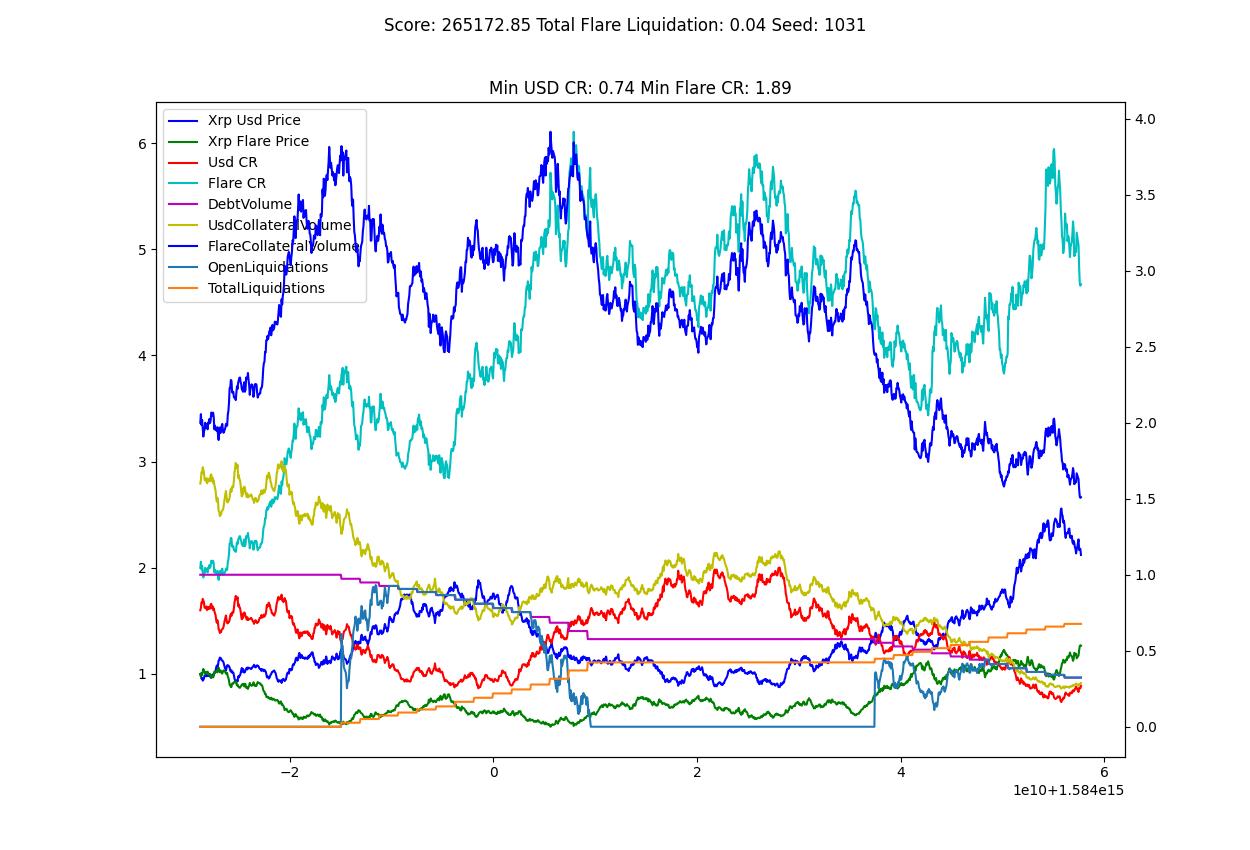 Score: 265172.85 Total Flare Liquidation: 0.04 Seed: 1031
Min USD CR: 0.74 Min Flare CR: 1.89
Xrp Usd Price
Xrp Flare Price
Usd CR
Flare CR
DebtVolume
UsdCollateralVolume
FlareCollateralVolume
OpenLiquidations
TotalLiquidations
6
5
4
3
2
1
4.0
3.5
3.0
2.5
2.0
1.5
1.0
0.5
0.0
−2 0 2 4 6
1e10+1.584e15